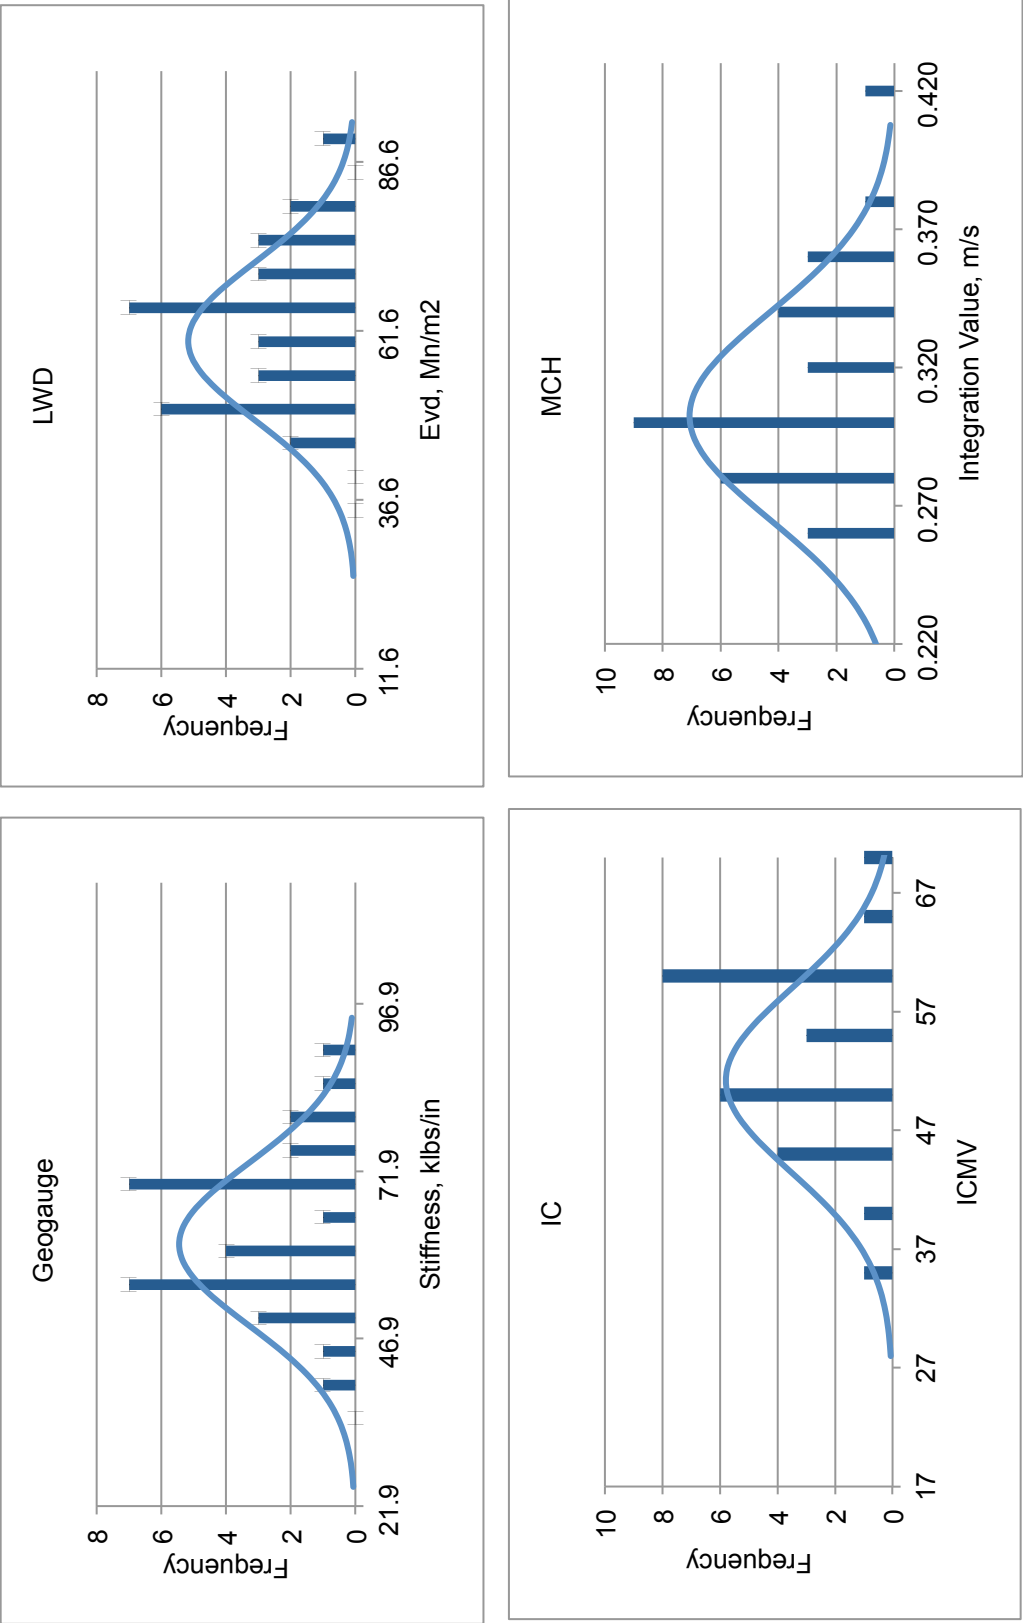 Geogauge
8
6
4
2
0
Frequency
21.9 46.9 71.9 96.9
Stiffness, klbs/in
LWD
8
6
4
2
0
Frequency
11.6 36.6 61.6 86.6
Evd, Mn/m2
IC
10
8
6
4
2
0
Frequency
17 27 37 47 57 67
ICMV
MCH
10
8
6
4
2
0
Frequency
0.220 0.270 0.320 0.370 0.420
Integration Value, m/s